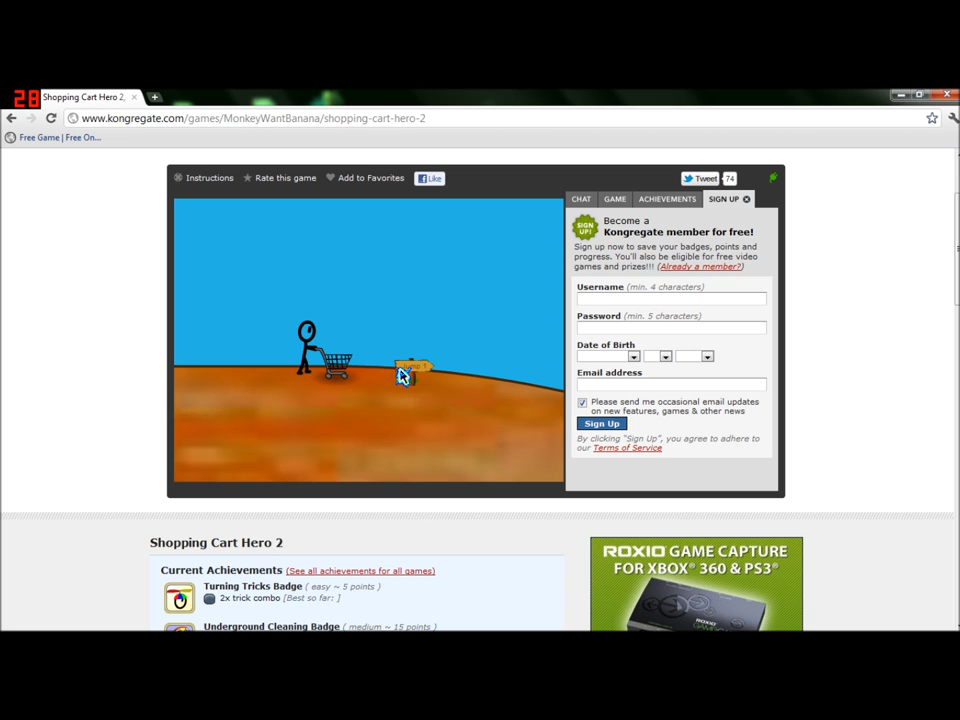 28
Shopping Cart Hero 2,
www.kongregate.com/games/MonkeyWantBanana/shopping-cart-hero-2
Free Game | Free On...
Instructions
Rate this game
Add to Favorites
Like
Tweet
74
CHAT
GAME
ACHIEVEMENTS
SIGN UP
SIGN UP!
Become a
Kongregate member for free!
Sign up now to save your badges, points and
progress. You'll also be eligible for free video
games and prizes!!! (Already a member?)
Username (min. 4 characters)
Password (min. 5 characters)
Date of Birth
Email address
Please send me occasional email updates
on new features, games & other news
Sign Up
By clicking "Sign Up", you agree to adhere to
our Terms of Service
Shopping Cart Hero 2
Current Achievements (See all achievements for all games)
Turning Tricks Badge ( easy ~ 5 points )
2x trick combo [Best so far: ]
Underground Cleaning Badge ( medium ~ 15 points )
ROXIO GAME CAPTURE
FOR XBOX® 360 & PS3®